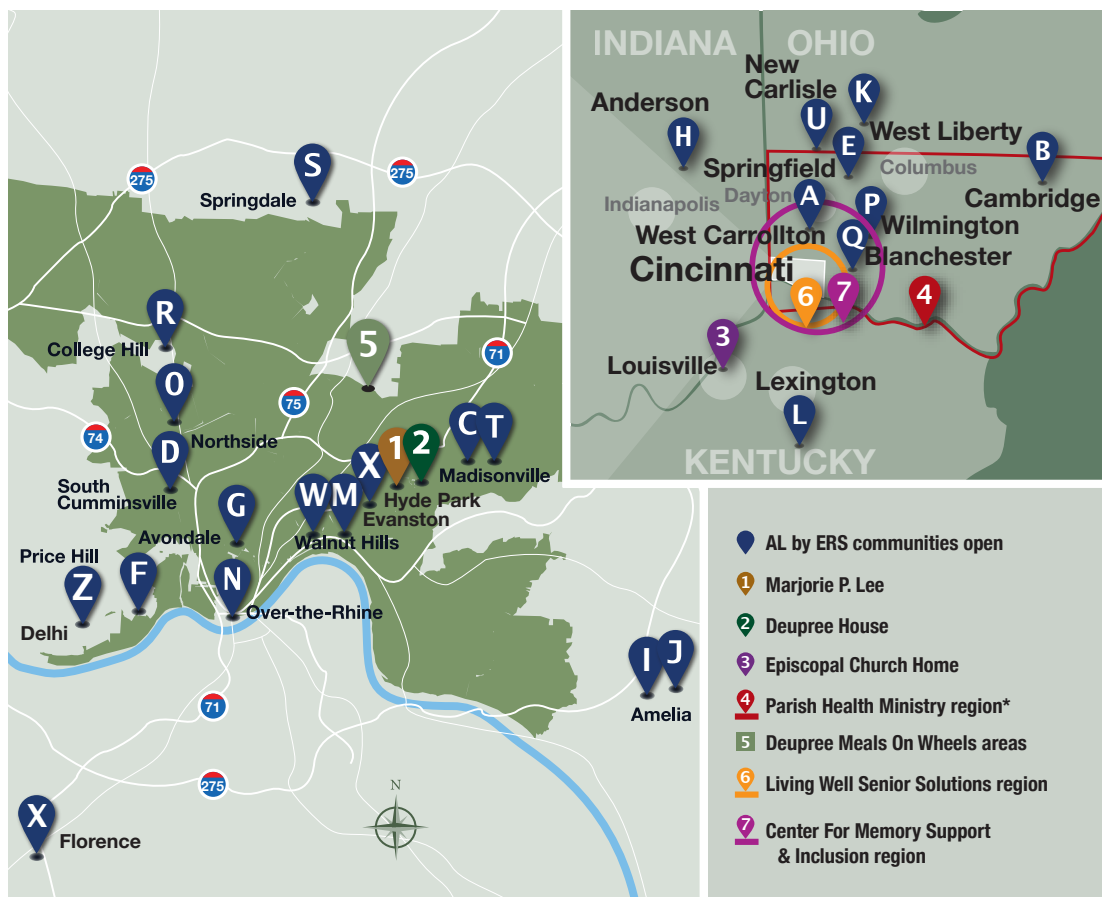 S
275
275
Springdale
R
College Hill
5
71
O
75
74
Northside
D
C
T
1
2
X
Madisonville
South
Cumminsville
Hyde Park
W
M
Evanston
G
Avondale
Walnut Hills
Price Hill
Z
F
N
Over-the-Rhine
Delhi
I
J
Amelia
71
275
N
X
Florence
INDIANA
OHIO
New
Carlisle
K
Anderson
H
U
West Liberty
E
B
Springfield
Columbus
Dayton
A
Cambridge
Indianapolis
P
Wilmington
West Carrollton
Q
Blanchester
Cincinnati
6
7
4
3
Louisville
Lexington
L
KENTUCKY
AL by ERS communities open
1 Marjorie P. Lee
2 Deupree House
3 Episcopal Church Home
4 Parish Health Ministry region*
5 Deupree Meals On Wheels areas
6 Living Well Senior Solutions region
7 Center For Memory Support
& Inclusion region